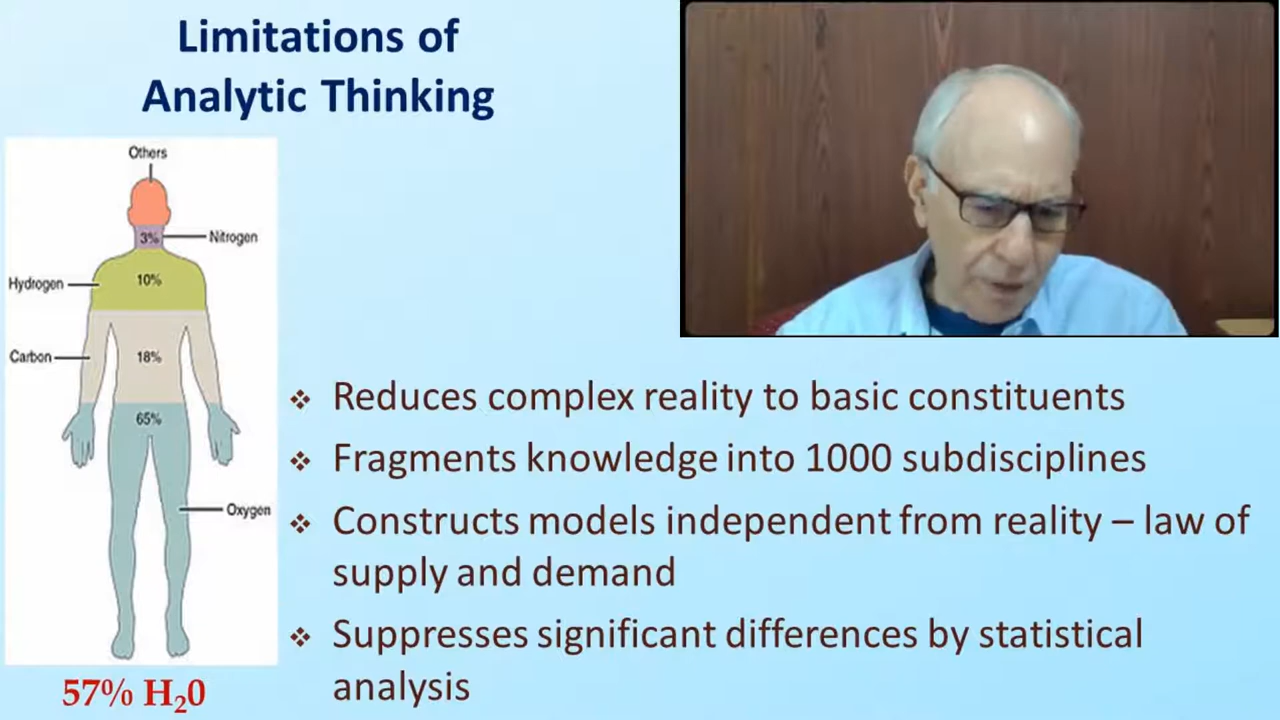 Limitations of
Analytic Thinking
Others
3%
Nitrogen
Hydrogen
10%
Carbon
18%
65%
Oxygen
57% H₂0
❖ Reduces complex reality to basic constituents
❖ Fragments knowledge into 1000 subdisciplines
❖ Constructs models independent from reality – law of
supply and demand
❖ Suppresses significant differences by statistical
analysis